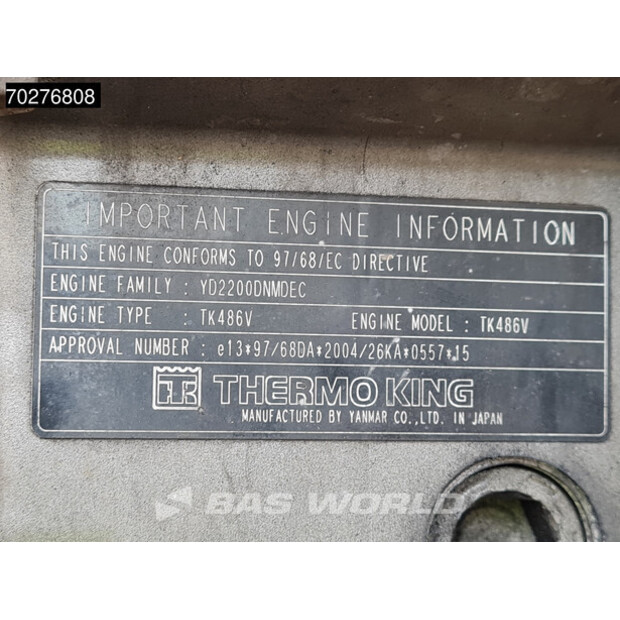 70276808
IMPORTANT ENGINE INFORMATION
THIS ENGINE CONFORMS TO 97/68/EC DIRECTIVE
ENGINE FAMILY : YD2200DNMDEC
ENGINE TYPE : TK486V ENGINE MODEL : TK486V
APPROVAL NUMBER : e13*97/68DA*2004/26KA*0557*15
TK THERMO KING
MANUFACTURED BY YANMAR CO.,LTD. IN JAPAN
BAS WORLD